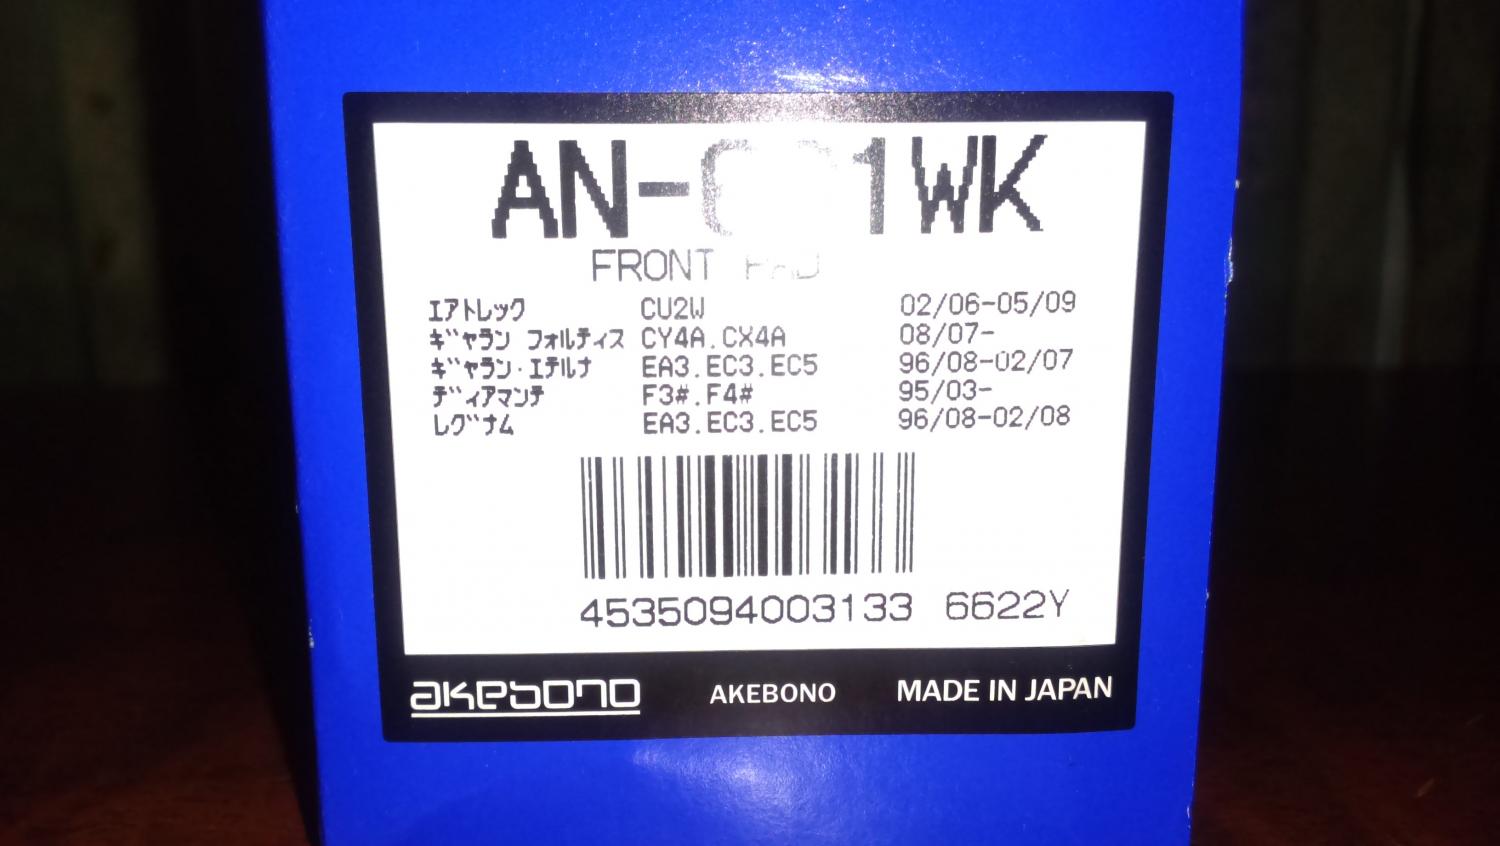 FRONT PAD
エアトレック CU2W 02/06-05/09
ギャラン フォルティス CY4A.CX4A 08/07-
ギャラン・エテルナ EA3.EC3.EC5 96/08-02/07
ディアマンテ F3#.F4# 95/03-
レグナム EA3.EC3.EC5 96/08-02/08
4535094003133 6622Y
akebono AKEBONO MADE IN JAPAN